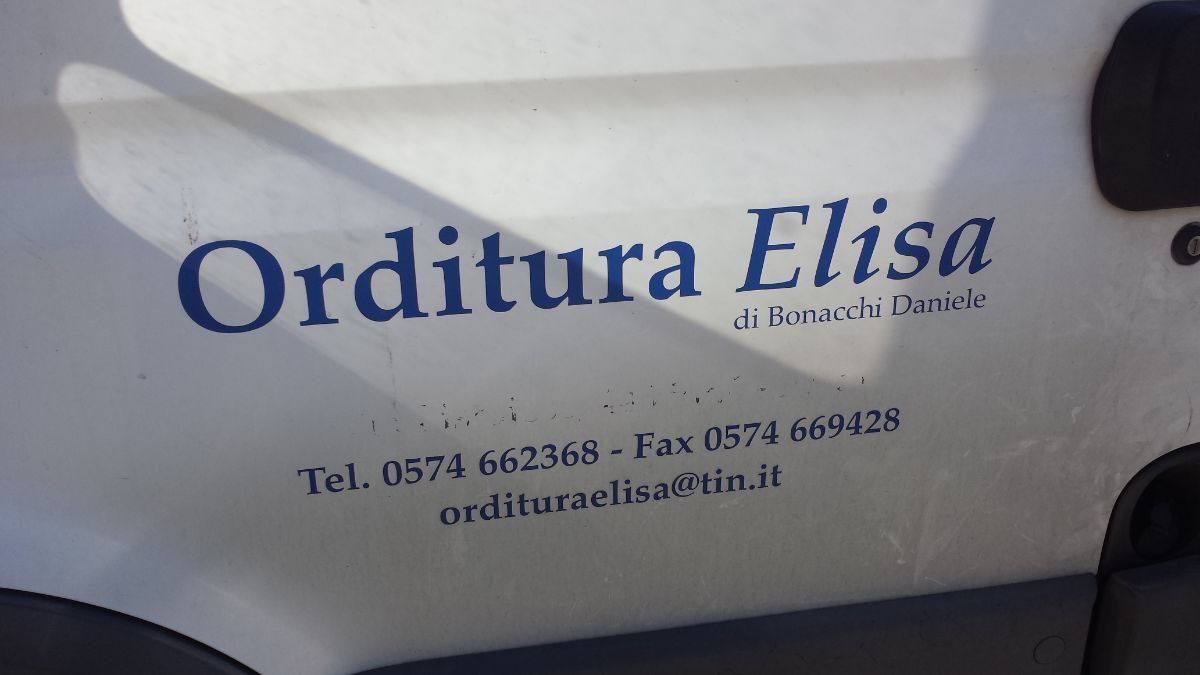 Orditura Elisa
di Bonacchi Daniele
Tel. 0574 662368 - Fax 0574 669428
ordituraelisa@tin.it